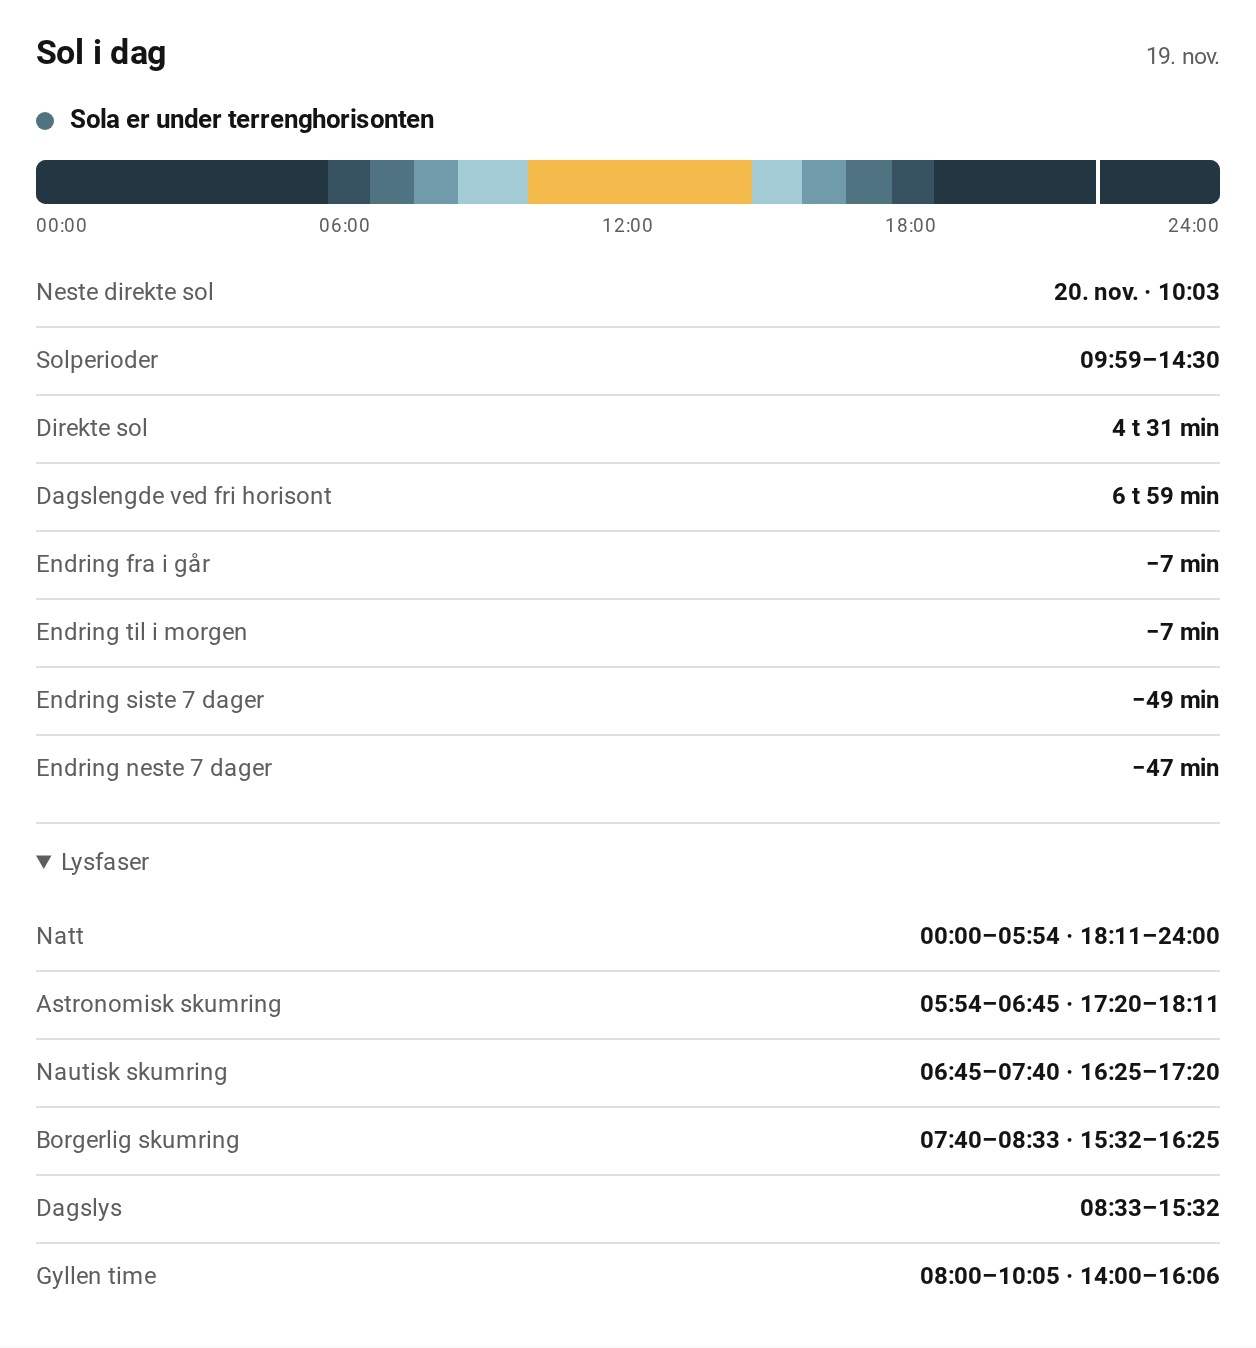 Sol i dag
19. nov.
Sola er under terrenghorisonten
00:00 06:00 12:00 18:00 24:00
Neste direkte sol 20. nov. · 10:03
Solperioder 09:59–14:30
Direkte sol 4 t 31 min
Dagslengde ved fri horisont 6 t 59 min
Endring fra i går −7 min
Endring til i morgen −7 min
Endring siste 7 dager −49 min
Endring neste 7 dager −47 min
▼ Lysfaser
Natt 00:00–05:54 · 18:11–24:00
Astronomisk skumring 05:54–06:45 · 17:20–18:11
Nautisk skumring 06:45–07:40 · 16:25–17:20
Borgerlig skumring 07:40–08:33 · 15:32–16:25
Dagslys 08:33–15:32
Gyllen time 08:00–10:05 · 14:00–16:06